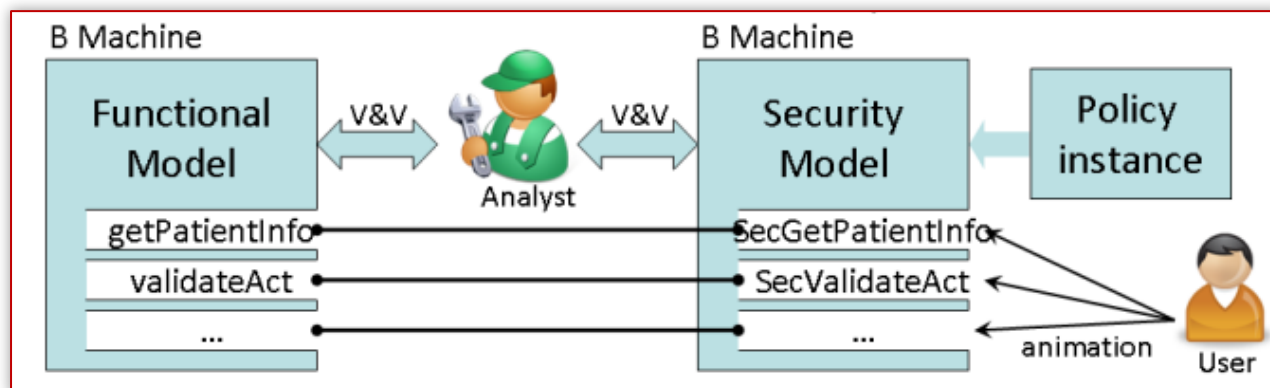 B Machine
B Machine
Functional
Model
V&V
V&V
Security
Model
Policy
instance
Analyst
getPatientInfo
SecGetPatientInfo
validateAct
SecValidateAct
...
...
animation
User